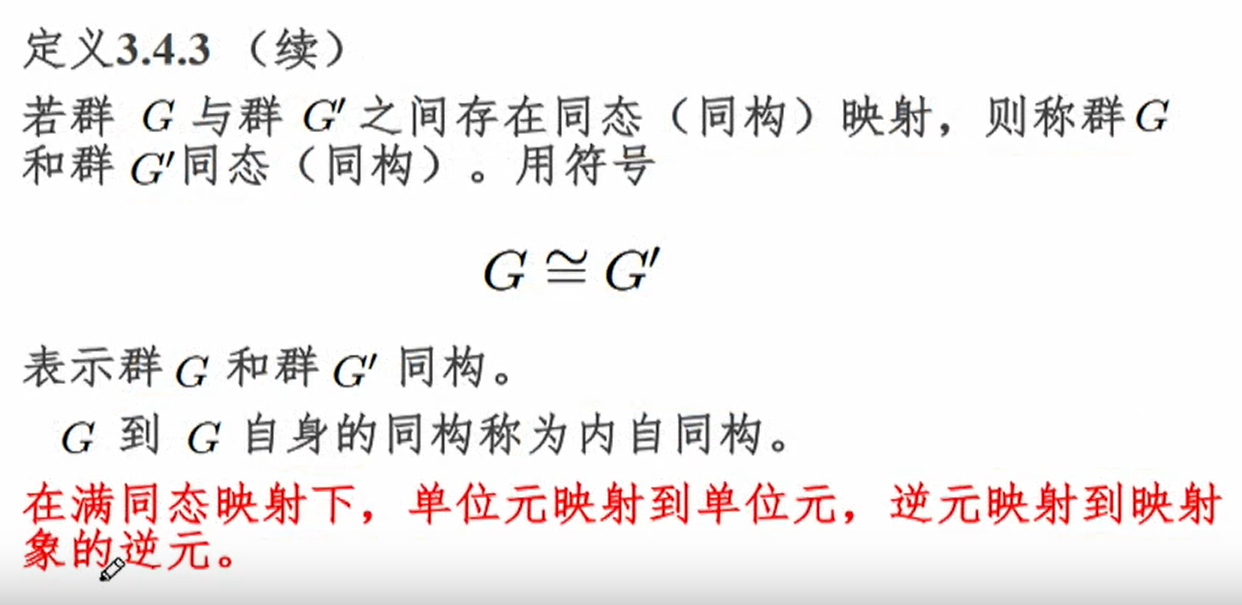 定义3.4.3 （续）
若群 G 与群 G′ 之间存在同态（同构）映射，则称群 G
和群 G′ 同态（同构）。用符号
G ≅ G′
表示群 G 和群 G′ 同构。
G 到 G 自身的同构称为内自同构。
在满同态映射下，单位元映射到单位元，逆元映射到映射
象的逆元。